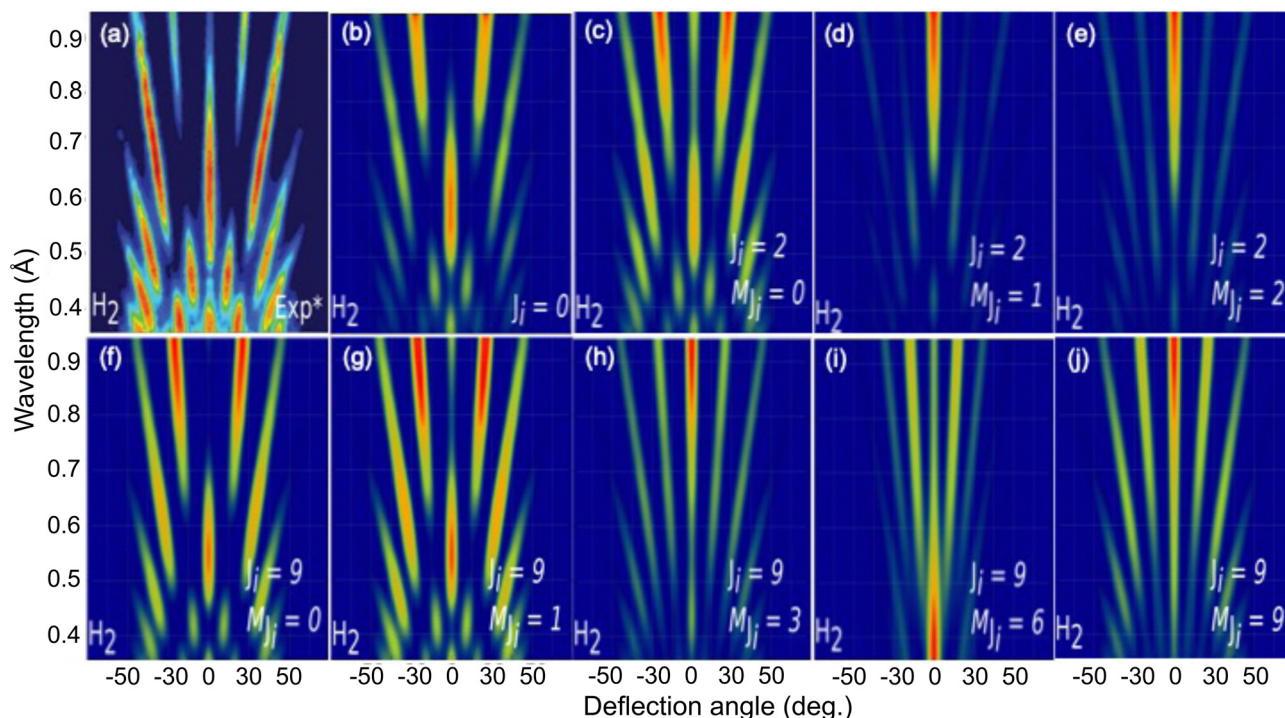 (a) (b) (c) (d) (e)
0.9
0.8
0.7
0.6
0.5
0.4
H2 Exp*
H2 Ji = 0
H2 Ji = 2
MJi = 0
H2 Ji = 2
MJi = 1
H2 Ji = 2
MJi = 2
Wavelength (Å)
(f) (g) (h) (i) (j)
0.9
0.8
0.7
0.6
0.5
0.4
H2 Ji = 9
MJi = 0
H2 Ji = 9
MJi = 1
H2 Ji = 9
MJi = 3
H2 Ji = 9
MJi = 6
H2 Ji = 9
MJi = 9
-50 -30 0 30 50 -50 -30 0 30 50 -50 -30 0 30 50 -50 -30 0 30 50 -50 -30 0 30 50
Deflection angle (deg.)